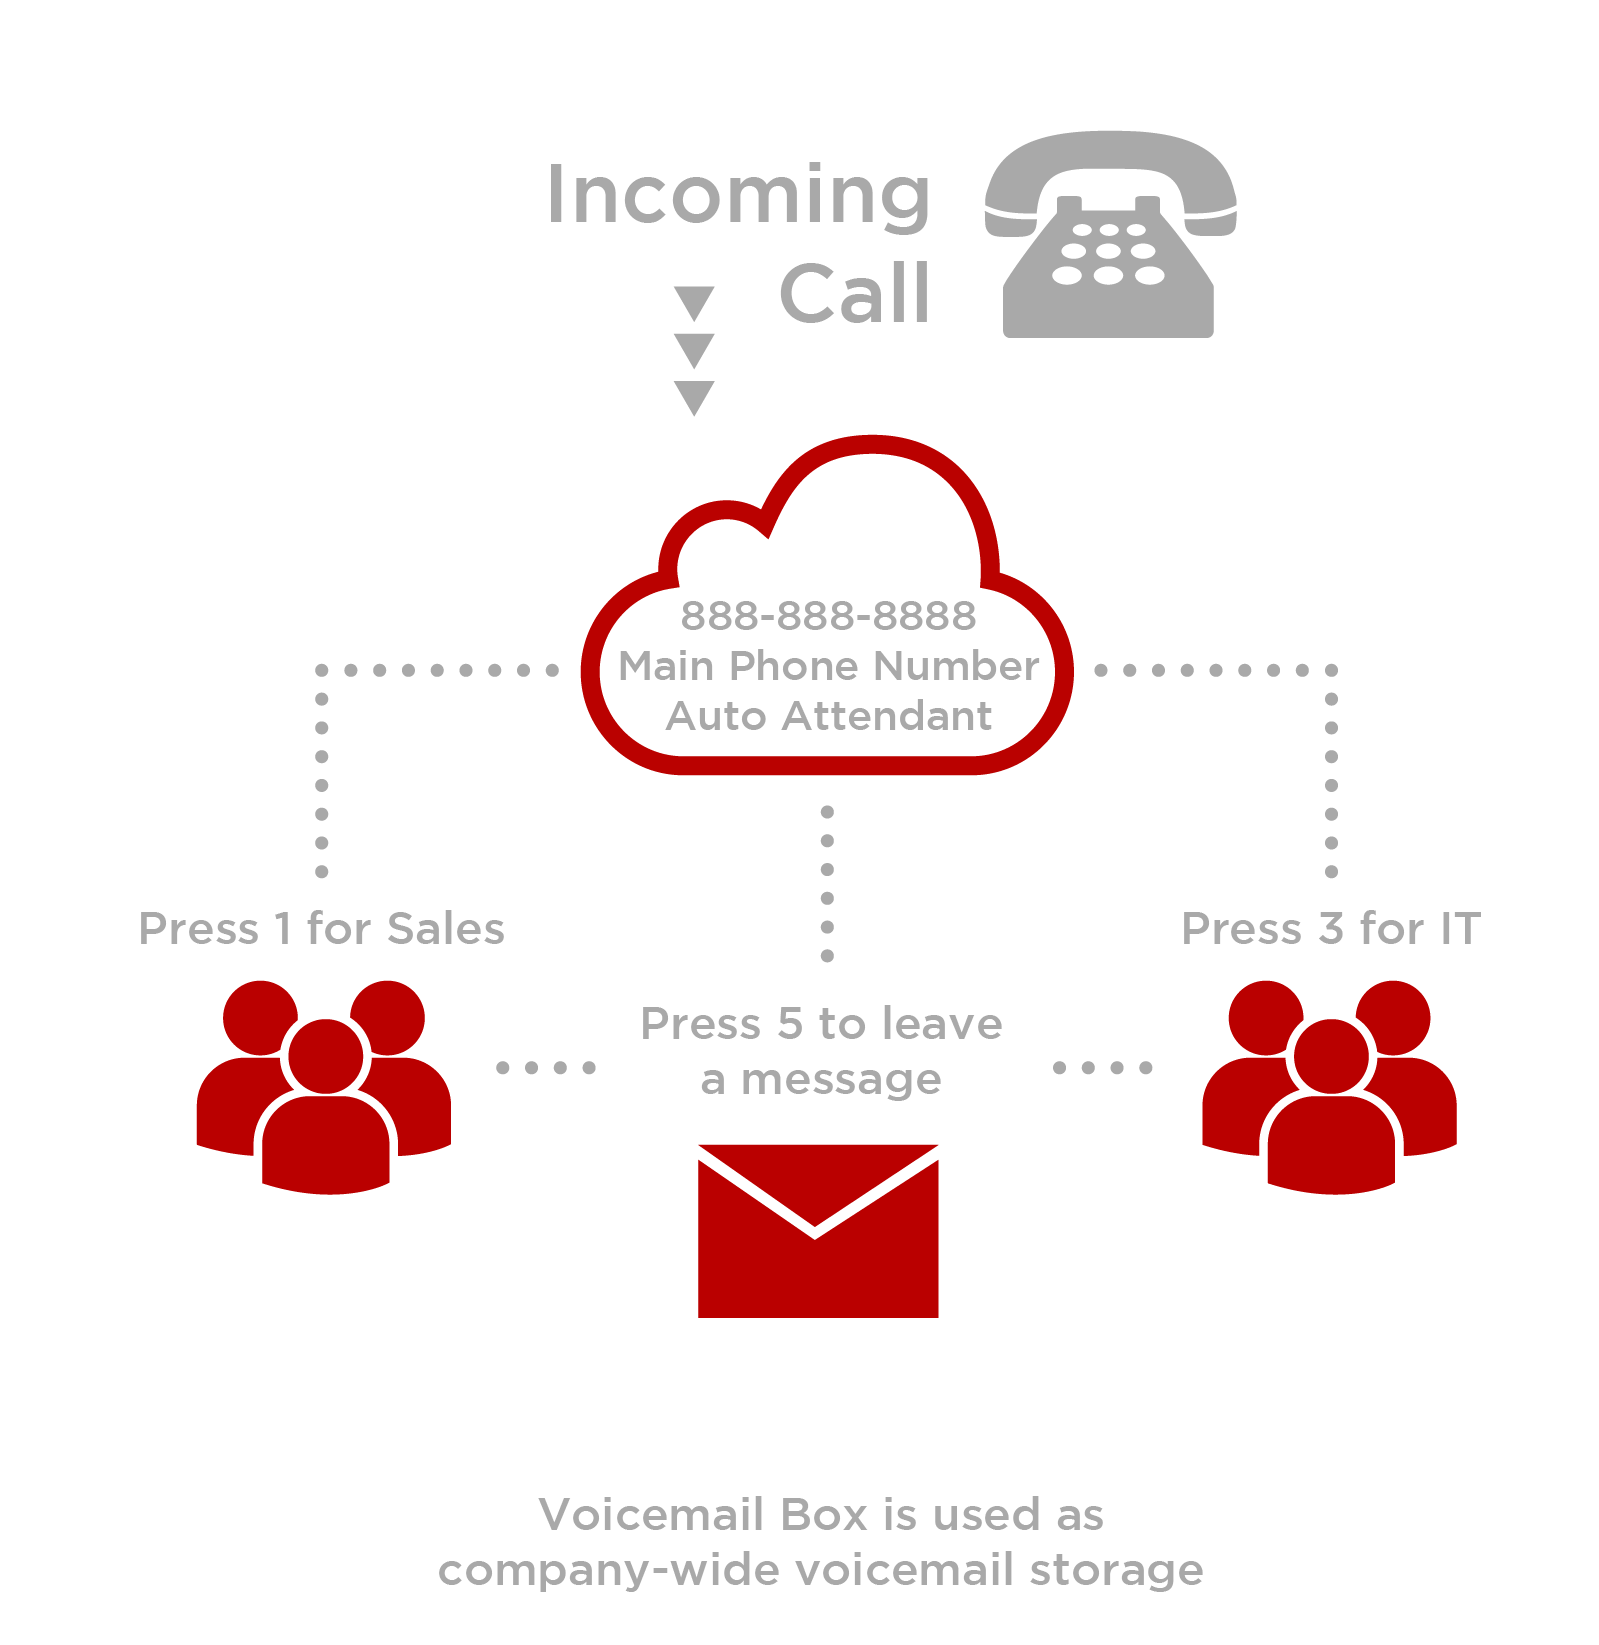 Incoming
Call
888-888-8888
Main Phone Number
Auto Attendant
Press 1 for Sales
Press 3 for IT
Press 5 to leave
a message
Voicemail Box is used as
company-wide voicemail storage